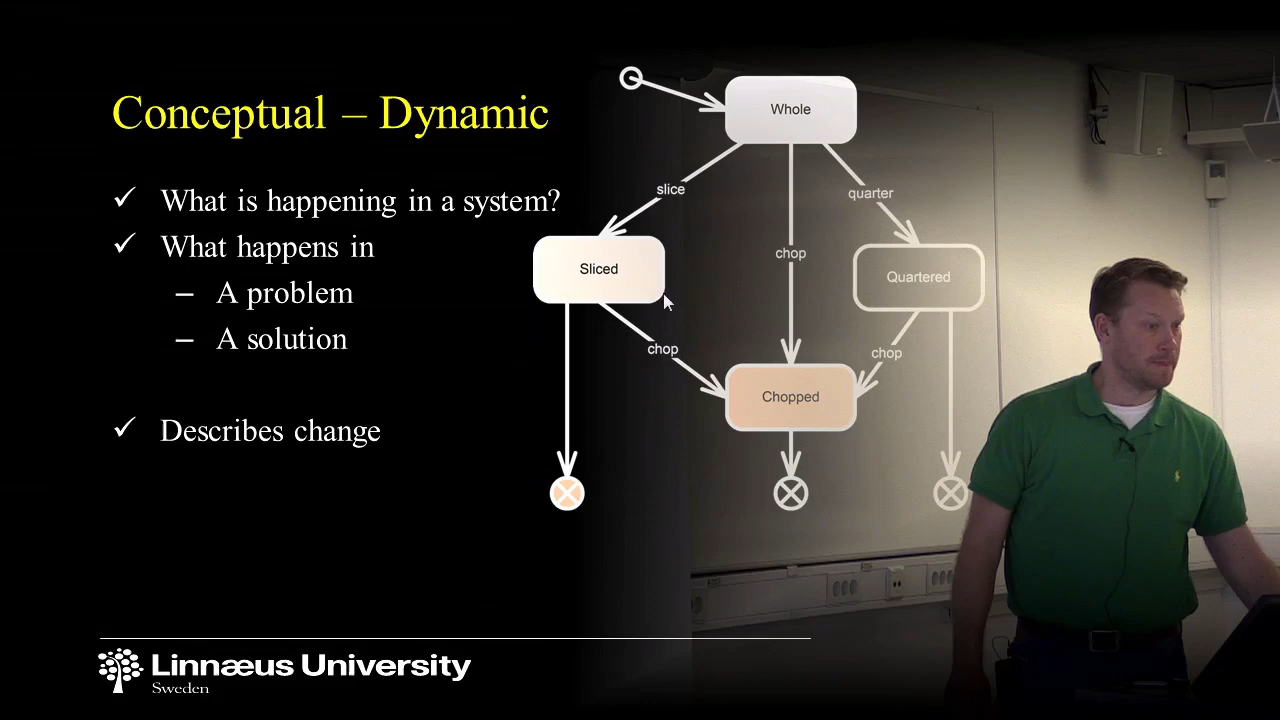 Conceptual – Dynamic
✓ What is happening in a system?
✓ What happens in
– A problem
– A solution
✓ Describes change
Whole
slice
quarter
chop
Sliced
Quartered
chop
chop
Chopped
Linnæus University
Sweden